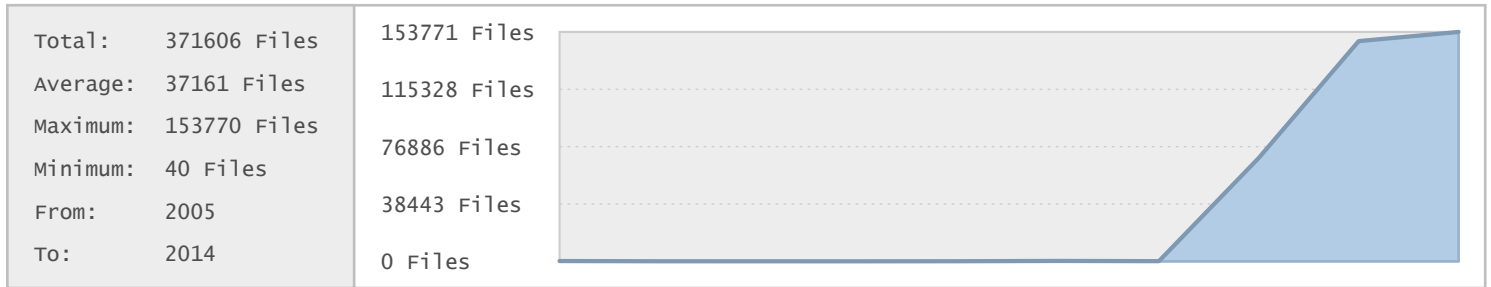 Total: 371606 Files
Average: 37161 Files
Maximum: 153770 Files
Minimum: 40 Files
From: 2005
To: 2014
153771 Files
115328 Files
76886 Files
38443 Files
0 Files